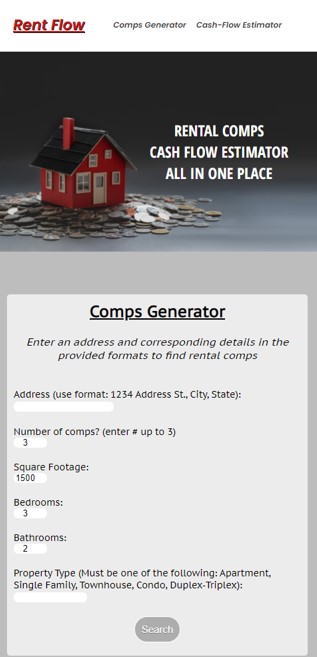 Rent Flow
Comps Generator Cash-Flow Estimator
RENTAL COMPS
CASH FLOW ESTIMATOR
ALL IN ONE PLACE
Comps Generator
Enter an address and corresponding details in the
provided formats to find rental comps
Address (use format: 1234 Address St., City, State):
Number of comps? (enter # up to 3)
3
Square Footage:
1500
Bedrooms:
3
Bathrooms:
2
Property Type (Must be one of the following: Apartment,
Single Family, Townhouse, Condo, Duplex-Triplex):
Search